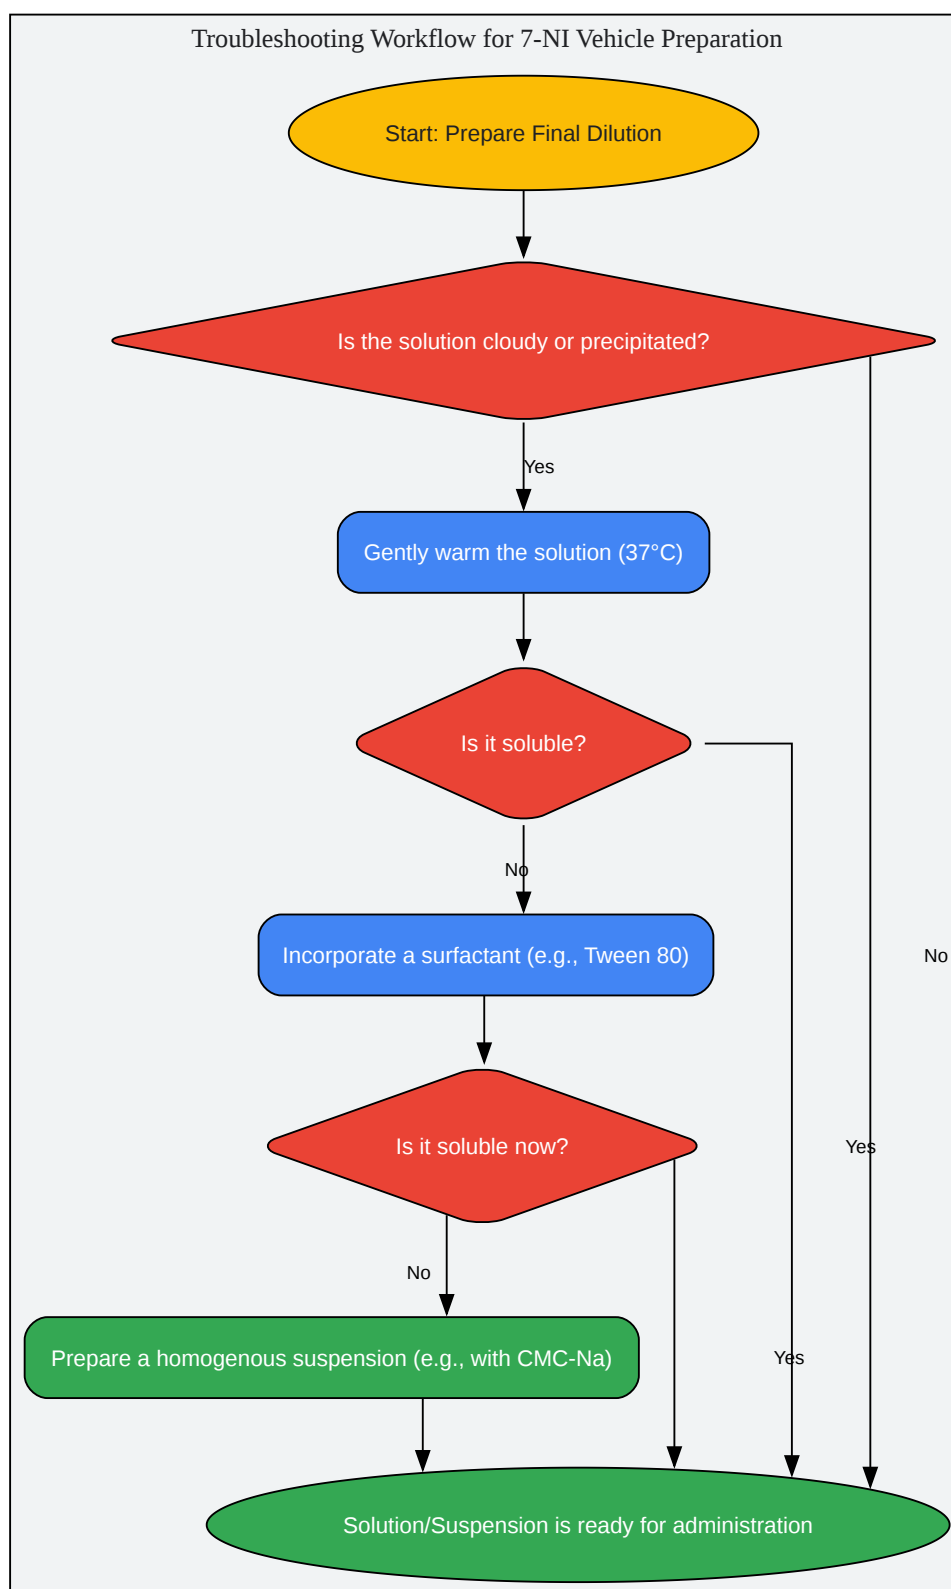 Troubleshooting Workflow for 7-NI Vehicle Preparation
Start: Prepare Final Dilution
Is the solution cloudy or precipitated?
Yes
Gently warm the solution (37°C)
Is it soluble?
No
Incorporate a surfactant (e.g., Tween 80)
No
Is it soluble now?
Yes
No
Prepare a homogenous suspension (e.g., with CMC-Na)
Yes
Solution/Suspension is ready for administration